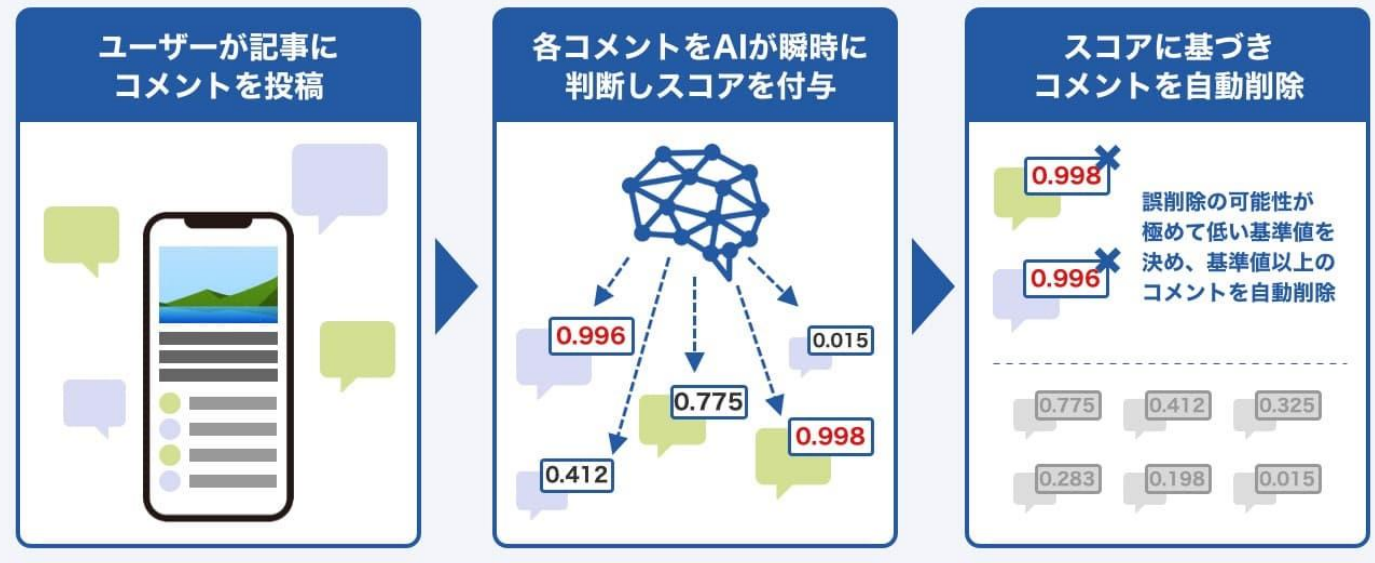 ユーザーが記事に
コメントを投稿
各コメントをAIが瞬時に
判断しスコアを付与
0.996
0.015
0.775
0.998
0.412
スコアに基づき
コメントを自動削除
0.998
0.996
誤削除の可能性が
極めて低い基準値を
決め、基準値以上の
コメントを自動削除
0.775
0.412
0.325
0.283
0.198
0.015